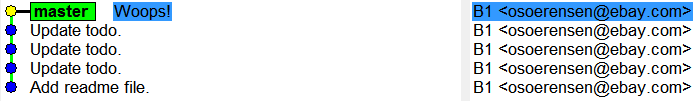 master Woops! B1 <osoerensen@ebay.com>
Update todo. B1 <osoerensen@ebay.com>
Update todo. B1 <osoerensen@ebay.com>
Update todo. B1 <osoerensen@ebay.com>
Add readme file. B1 <osoerensen@ebay.com>